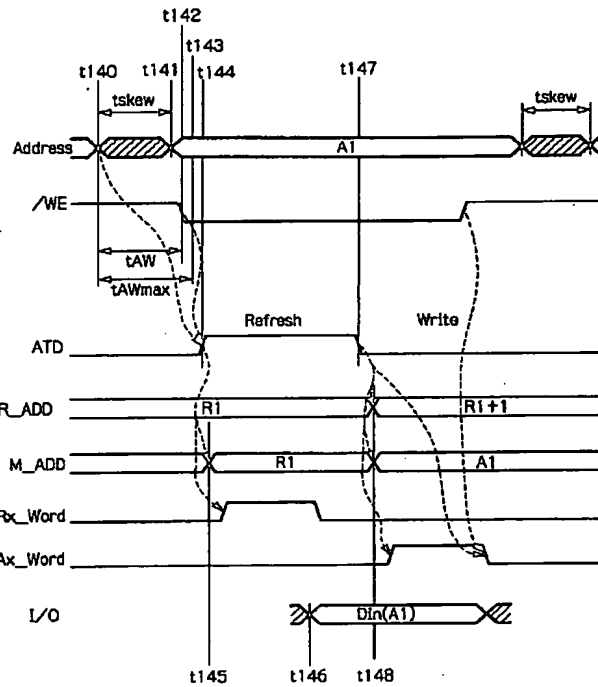 t142
t143
t140 t141 t144 t147
tskew tskew
Address A1
/WE
tAW
tAWmax
Refresh Write
ATD
R_ADD R1 R1+1
M_ADD R1 A1
Rx_Word
Ax_Word
I/O Din(A1)
t145 t146 t148